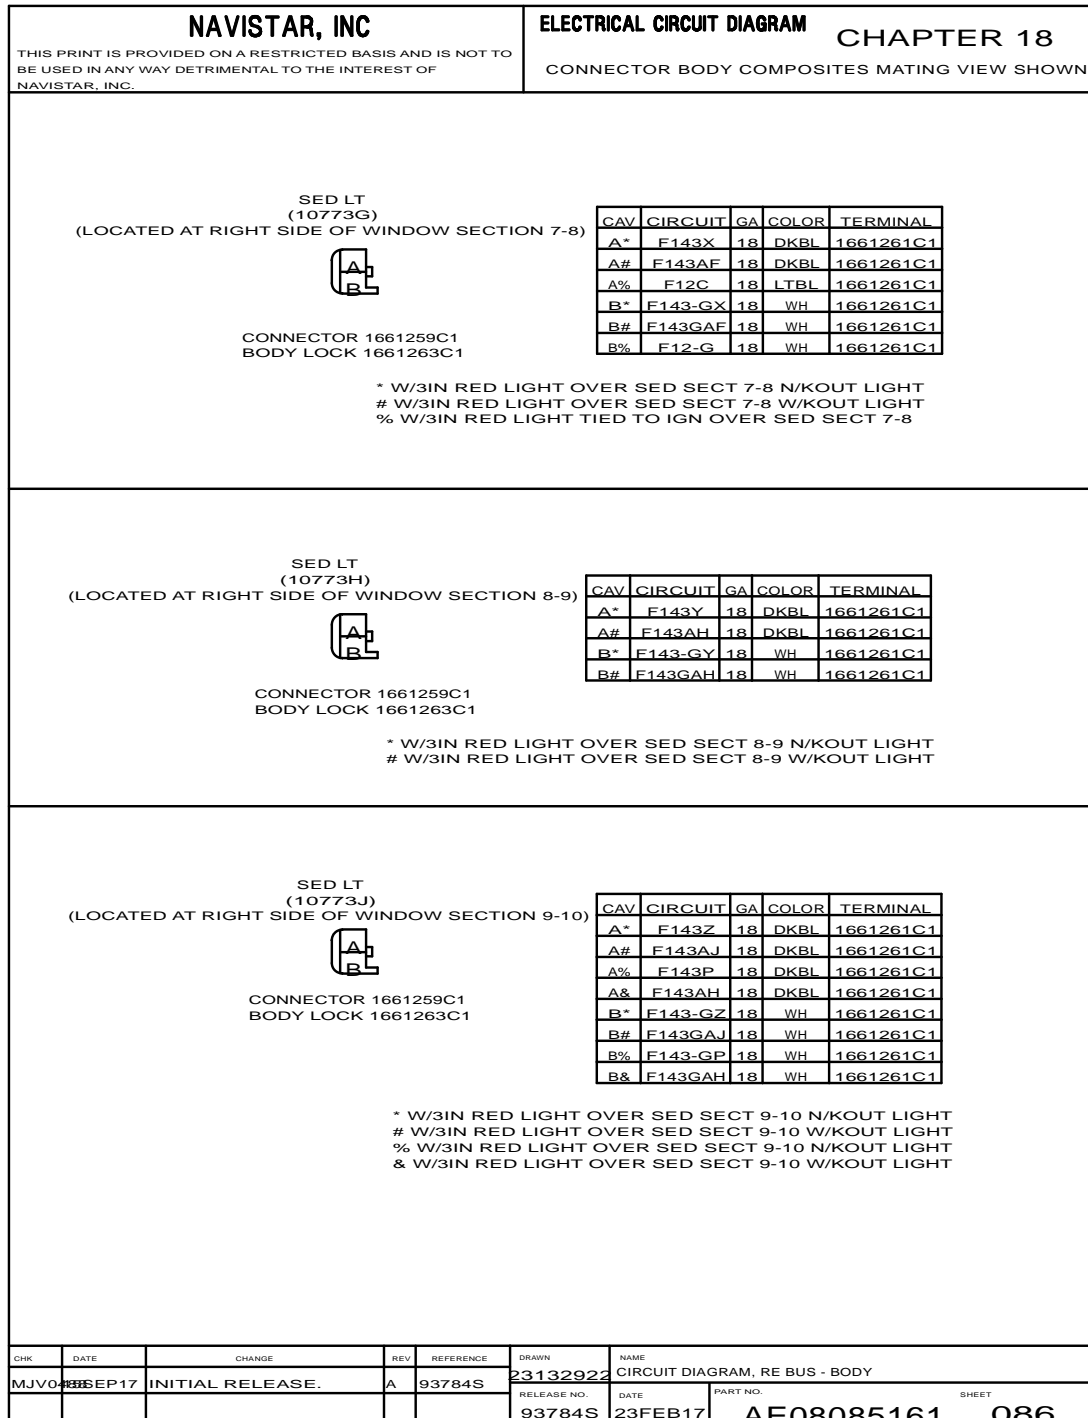 NAVISTAR, INC
THIS PRINT IS PROVIDED ON A RESTRICTED BASIS AND IS NOT TO
BE USED IN ANY WAY DETRIMENTAL TO THE INTEREST OF
NAVISTAR, INC.
ELECTRICAL CIRCUIT DIAGRAM
CHAPTER 18
CONNECTOR BODY COMPOSITES MATING VIEW SHOWN
SED LT
(10773G)
(LOCATED AT RIGHT SIDE OF WINDOW SECTION 7-8)
A
B
CONNECTOR 1661259C1
BODY LOCK 1661263C1
CAV CIRCUIT GA COLOR TERMINAL
A* F143X 18 DKBL 1661261C1
A# F143AF 18 DKBL 1661261C1
A% F12C 18 LTBL 1661261C1
B* F143-GX 18 WH 1661261C1
B# F143GAF 18 WH 1661261C1
B% F12-G 18 WH 1661261C1
* W/3IN RED LIGHT OVER SED SECT 7-8 N/KOUT LIGHT
# W/3IN RED LIGHT OVER SED SECT 7-8 W/KOUT LIGHT
% W/3IN RED LIGHT TIED TO IGN OVER SED SECT 7-8
SED LT
(10773H)
(LOCATED AT RIGHT SIDE OF WINDOW SECTION 8-9)
A
B
CONNECTOR 1661259C1
BODY LOCK 1661263C1
CAV CIRCUIT GA COLOR TERMINAL
A* F143Y 18 DKBL 1661261C1
A# F143AH 18 DKBL 1661261C1
B* F143-GY 18 WH 1661261C1
B# F143GAH 18 WH 1661261C1
* W/3IN RED LIGHT OVER SED SECT 8-9 N/KOUT LIGHT
# W/3IN RED LIGHT OVER SED SECT 8-9 W/KOUT LIGHT
SED LT
(10773J)
(LOCATED AT RIGHT SIDE OF WINDOW SECTION 9-10)
A
B
CONNECTOR 1661259C1
BODY LOCK 1661263C1
CAV CIRCUIT GA COLOR TERMINAL
A* F143Z 18 DKBL 1661261C1
A# F143AJ 18 DKBL 1661261C1
A% F143P 18 DKBL 1661261C1
A& F143AH 18 DKBL 1661261C1
B* F143-GZ 18 WH 1661261C1
B# F143GAJ 18 WH 1661261C1
B% F143-GP 18 WH 1661261C1
B& F143GAH 18 WH 1661261C1
* W/3IN RED LIGHT OVER SED SECT 9-10 N/KOUT LIGHT
# W/3IN RED LIGHT OVER SED SECT 9-10 W/KOUT LIGHT
% W/3IN RED LIGHT OVER SED SECT 9-10 N/KOUT LIGHT
& W/3IN RED LIGHT OVER SED SECT 9-10 W/KOUT LIGHT
CHK DATE CHANGE REV REFERENCE
INITIAL RELEASE. A 93784S
DRAWN
23132922
NAME
CIRCUIT DIAGRAM, RE BUS - BODY
RELEASE NO.
93784S
DATE
23FEB17
PART NO.
AE08085161
SHEET
086